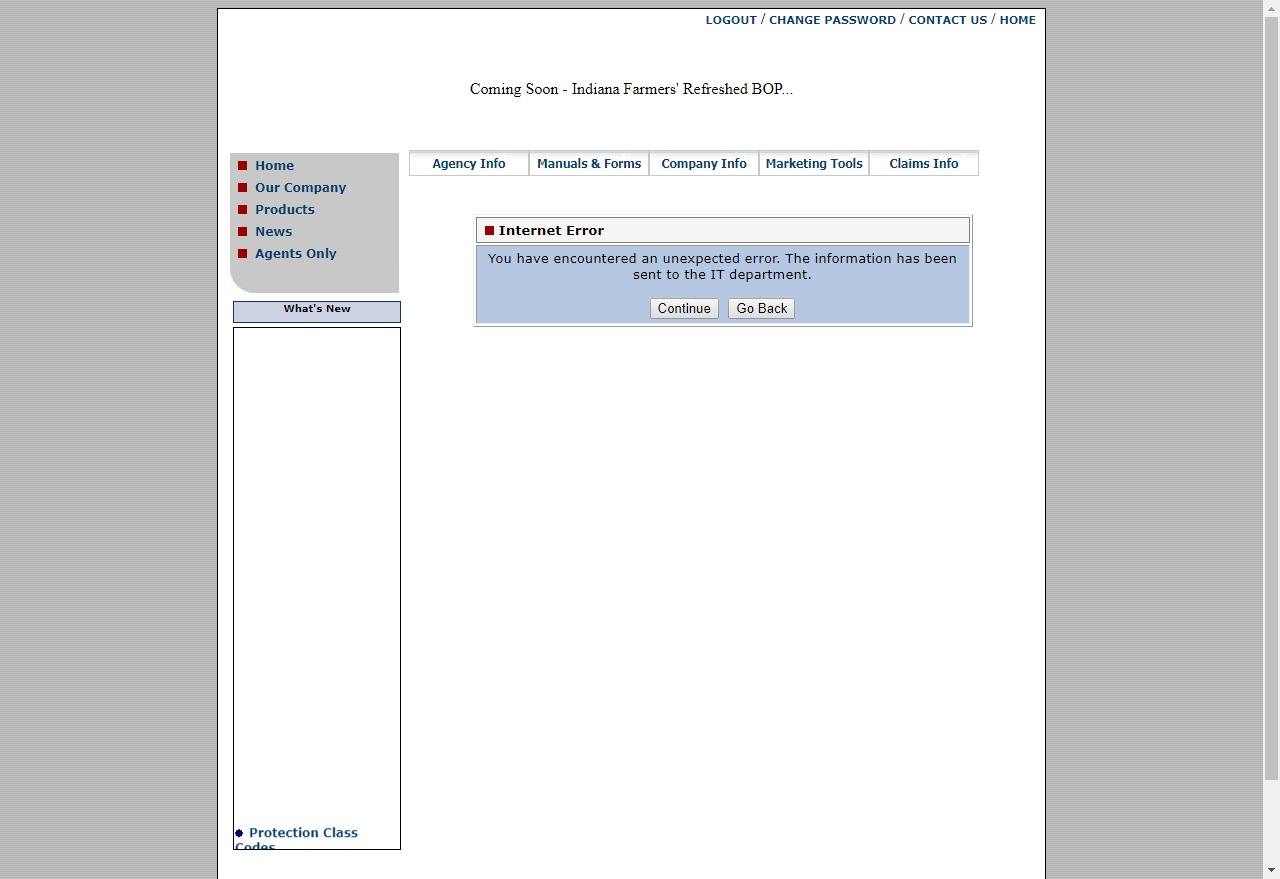 LOGOUT / CHANGE PASSWORD / CONTACT US / HOME
Coming Soon - Indiana Farmers' Refreshed BOP...
Home
Our Company
Products
News
Agents Only
What's New
Protection Class
Codes
Agency Info
Manuals & Forms
Company Info
Marketing Tools
Claims Info
Internet Error
You have encountered an unexpected error. The information has been
sent to the IT department.
Continue
Go Back